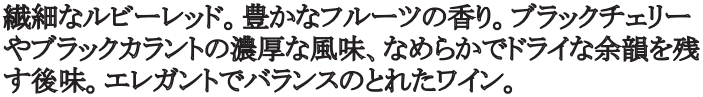 繊細なルビーレッド。豊かなフルーツの香り。ブラックチェリー
やブラックカラントの濃厚な風味、なめらかでドライな余韻を残
す後味。エレガントでバランスのとれたワイン。